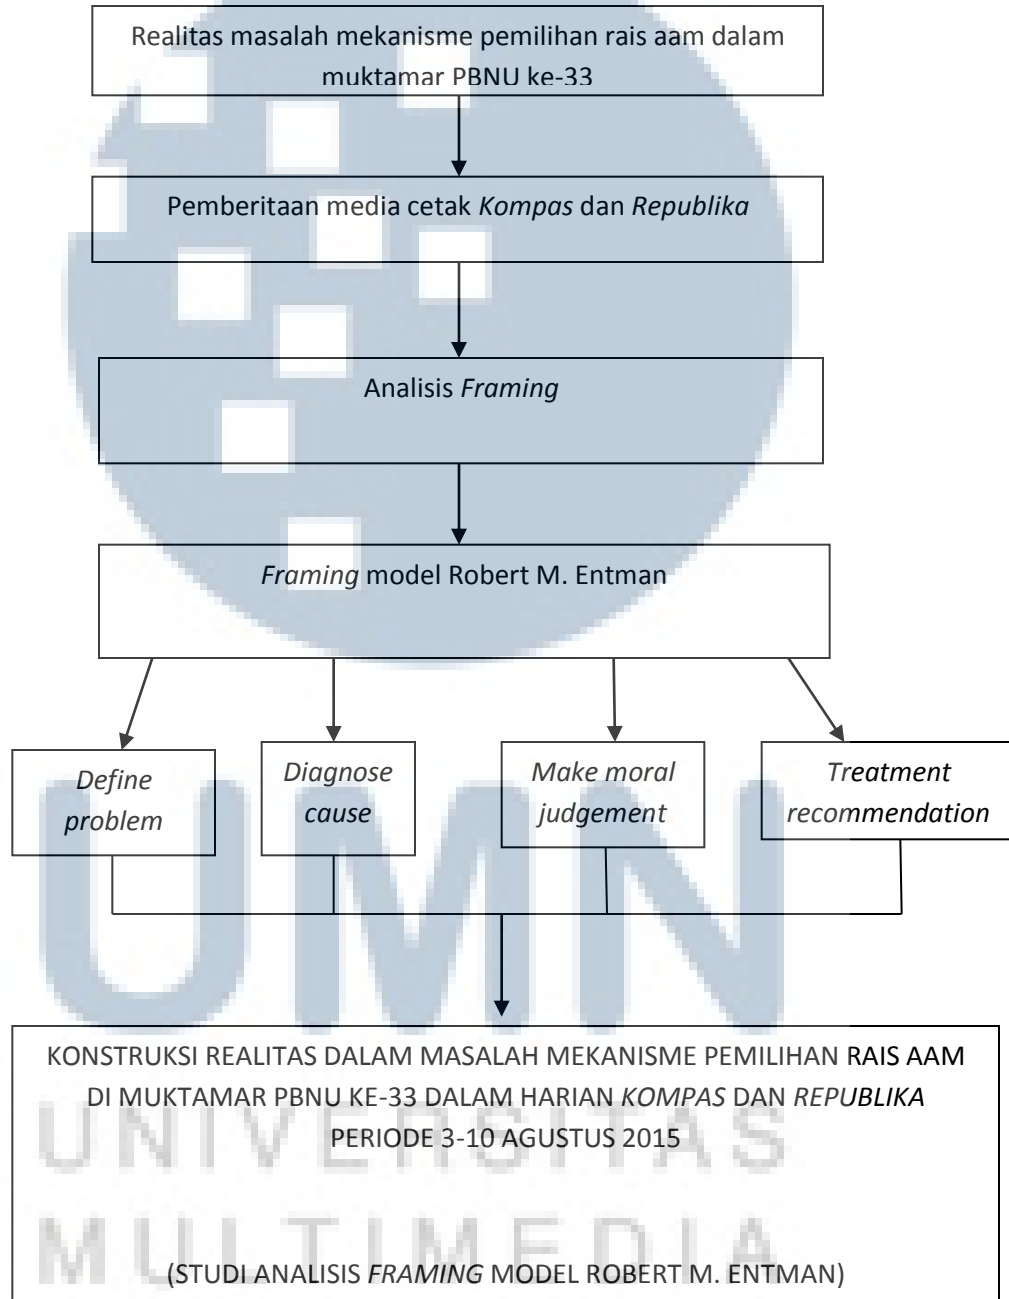 Realitas masalah mekanisme pemilihan rais aam dalam
muktamar PBNU ke-33
Pemberitaan media cetak Kompas dan Republika
Analisis Framing
Framing model Robert M. Entman
Define
problem
Diagnose
cause
Make moral
judgement
Treatment
recommendation
UMN
KONSTRUKSI REALITAS DALAM MASALAH MEKANISME PEMILIHAN RAIS AAM
DI MUKTAMAR PBNU KE-33 DALAM HARIAN KOMPAS DAN REPUBLIKA
PERIODE 3-10 AGUSTUS 2015
UNIVERSITAS
MULTIMEDIA
(STUDI ANALISIS FRAMING MODEL ROBERT M. ENTMAN)